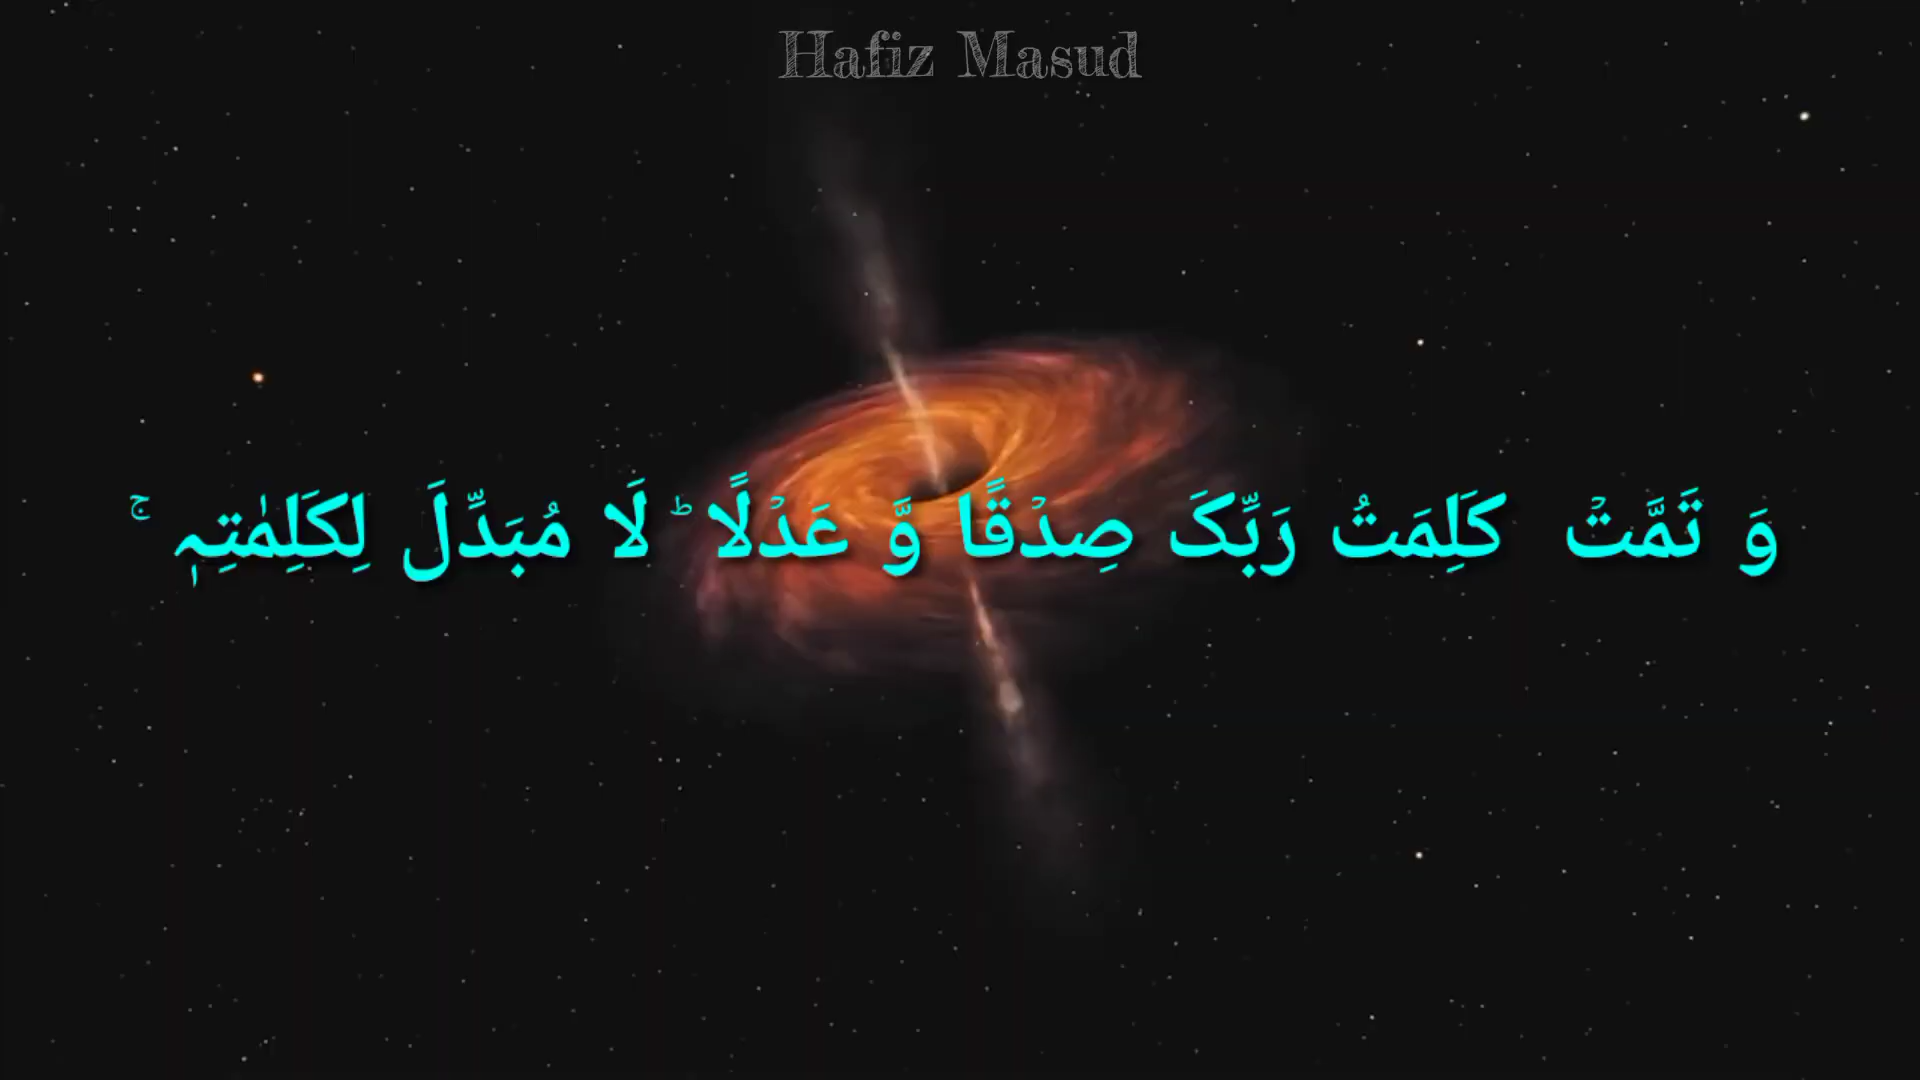 Hafiz Masud
وَ تَمَّتۡ کَلِمَتُ رَبِّکَ صِدۡقًا وَّ عَدۡلًا ؕ لَا مُبَدِّلَ لِکَلِمٰتِہٖ ۚ